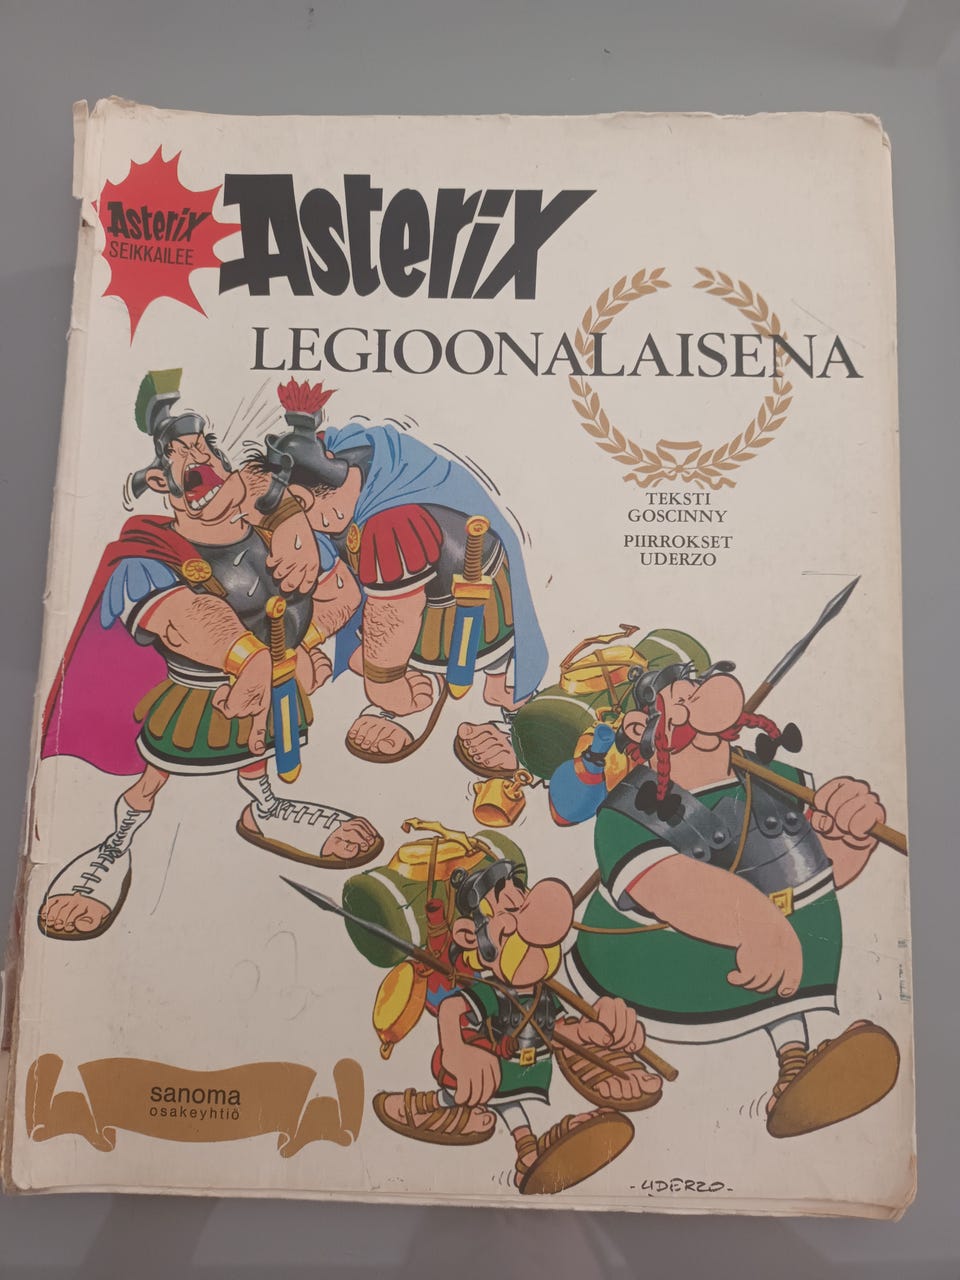 Asterix
SEIKKAILEE
Asterix
LEGIOONALAISENA
TEKSTI
GOSCINNY
PIIRROKSET
UDERZO
sanoma
osakeyhtiö
-UDERZO-